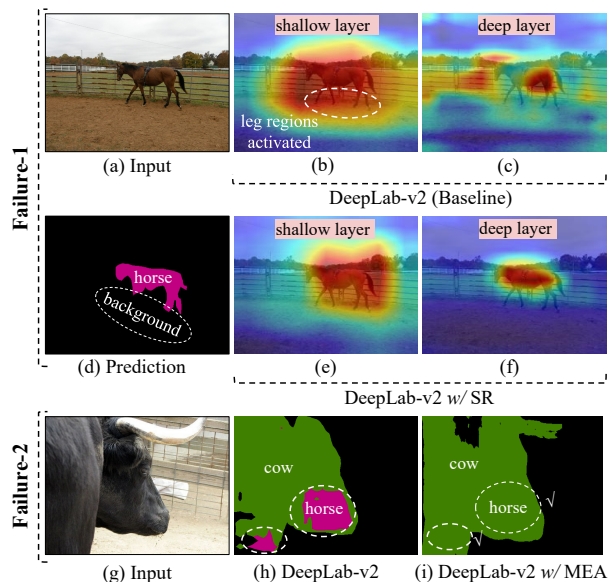 shallow layer
deep layer
leg regions
activated
(a) Input
(b)
(c)
DeepLab-v2 (Baseline)
Failure-1
shallow layer
deep layer
horse
background
(d) Prediction
(e)
(f)
DeepLab-v2 w/ SR
Failure-2
cow
horse
cow
horse
√
√
(g) Input
(h) DeepLab-v2
(i) DeepLab-v2 w/ MEA